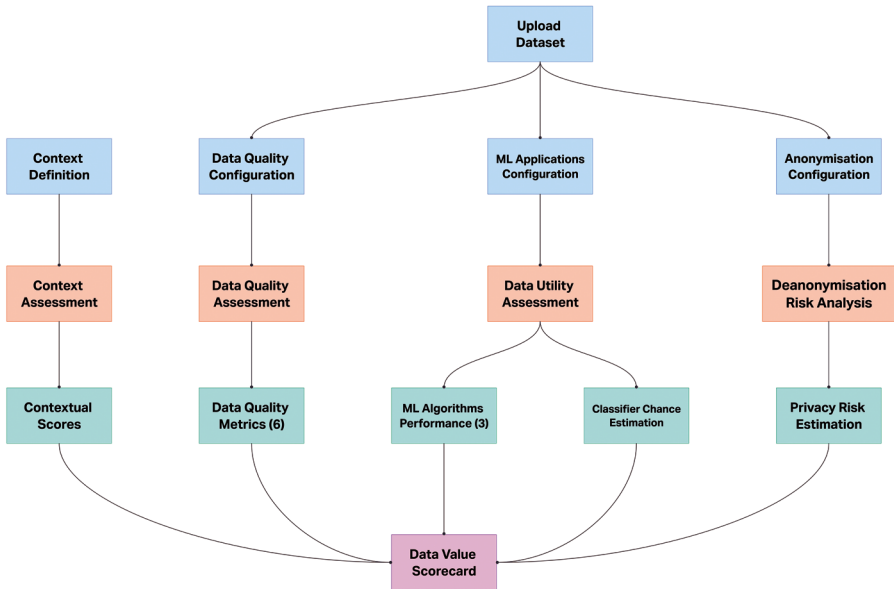 Upload
Dataset
Context
Definition
Data Quality
Configuration
ML Applications
Configuration
Anonymisation
Configuration
Context
Assessment
Data Quality
Assessment
Data Utility
Assessment
Deanonymisation
Risk Analysis
Contextual
Scores
Data Quality
Metrics (6)
ML Algorithms
Performance (3)
Classifier Chance
Estimation
Privacy Risk
Estimation
Data Value
Scorecard